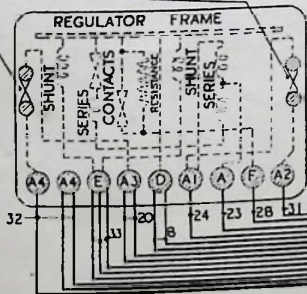 REGULATOR FRAME
SHUNT
SERIES
CONTACTS
RESISTANCE
SHUNT
SERIES
A4 A4 E A3 D A1 A F A2
32 33 20 8 24 23 28 31